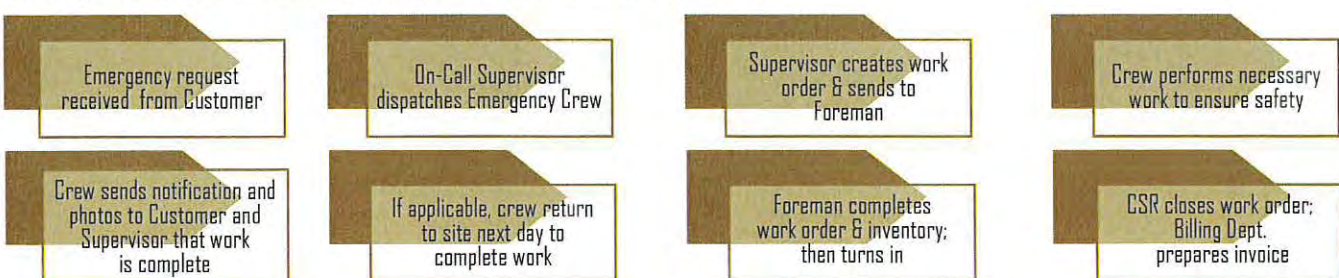 Emergency request
received from Customer
On-Call Supervisor
dispatches Emergency Crew
Supervisor creates work
order & sends to
Foreman
Crew performs necessary
work to ensure safety
Crew sends notification and
photos to Customer and
Supervisor that work
is complete
If applicable, crew return
to site next day to
complete work
Foreman completes
work order & inventory;
then turns in
CSR closes work order;
Billing Dept.
prepares invoice